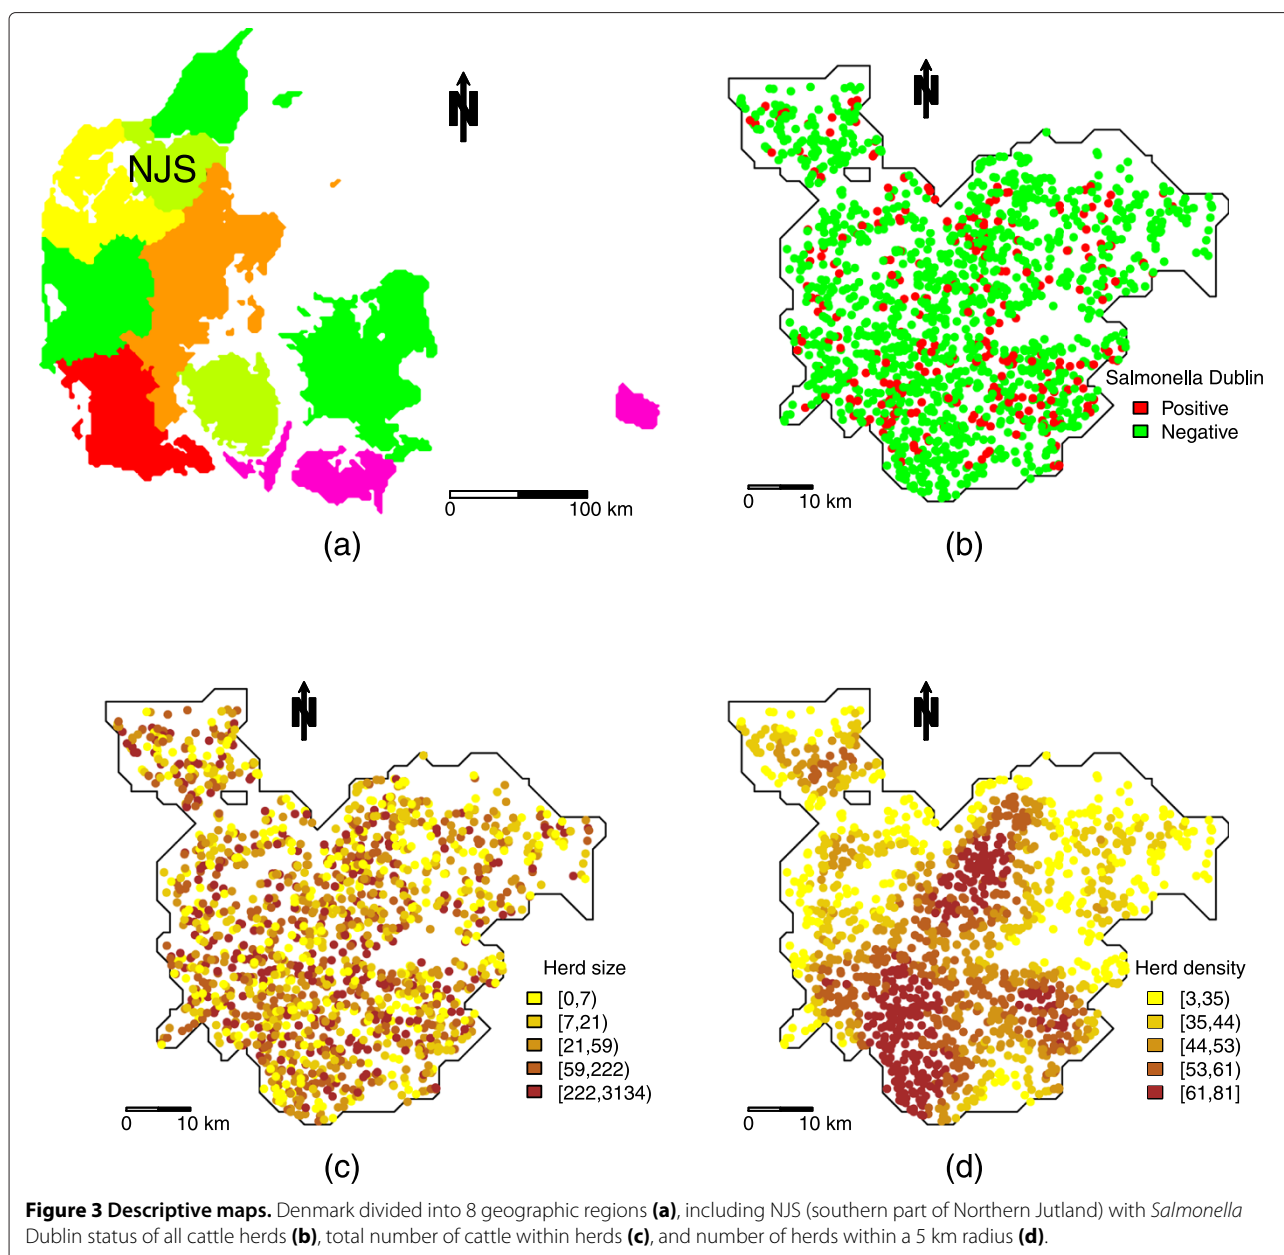 N
NJS
0 100 km
(a)
N
Salmonella Dublin
Positive
Negative
0 10 km
(b)
N
Herd size
[0,7)
[7,21)
[21,59)
[59,222)
[222,3134)
0 10 km
(c)
N
Herd density
[3,35)
[35,44)
[44,53)
[53,61)
[61,81]
0 10 km
(d)
Figure 3 Descriptive maps. Denmark divided into 8 geographic regions (a), including NJS (southern part of Northern Jutland) with Salmonella
Dublin status of all cattle herds (b), total number of cattle within herds (c), and number of herds within a 5 km radius (d).